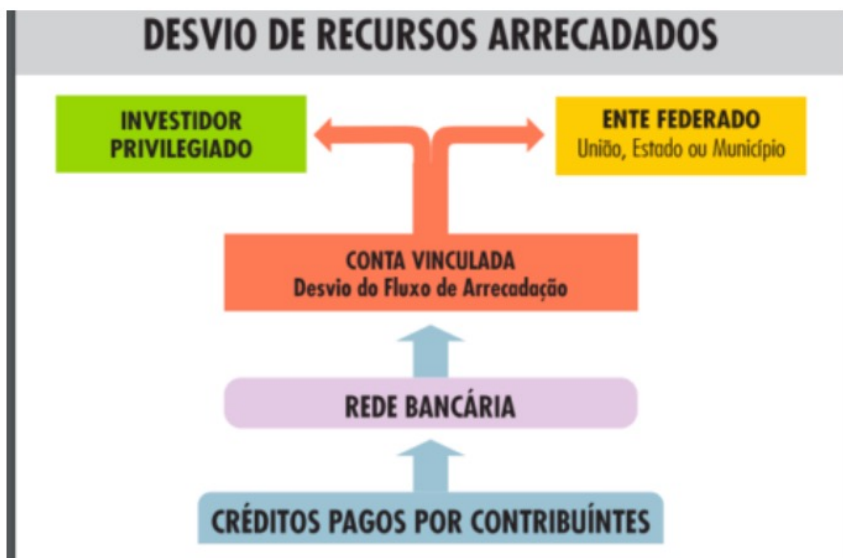 DESVIO DE RECURSOS ARRECADADOS
INVESTIDOR
PRIVILEGIADO
ENTE FEDERADO
União, Estado ou Município
CONTA VINCULADA
Desvio do Fluxo de Arrecadação
REDE BANCÁRIA
CRÉDITOS PAGOS POR CONTRIBUÍNTES